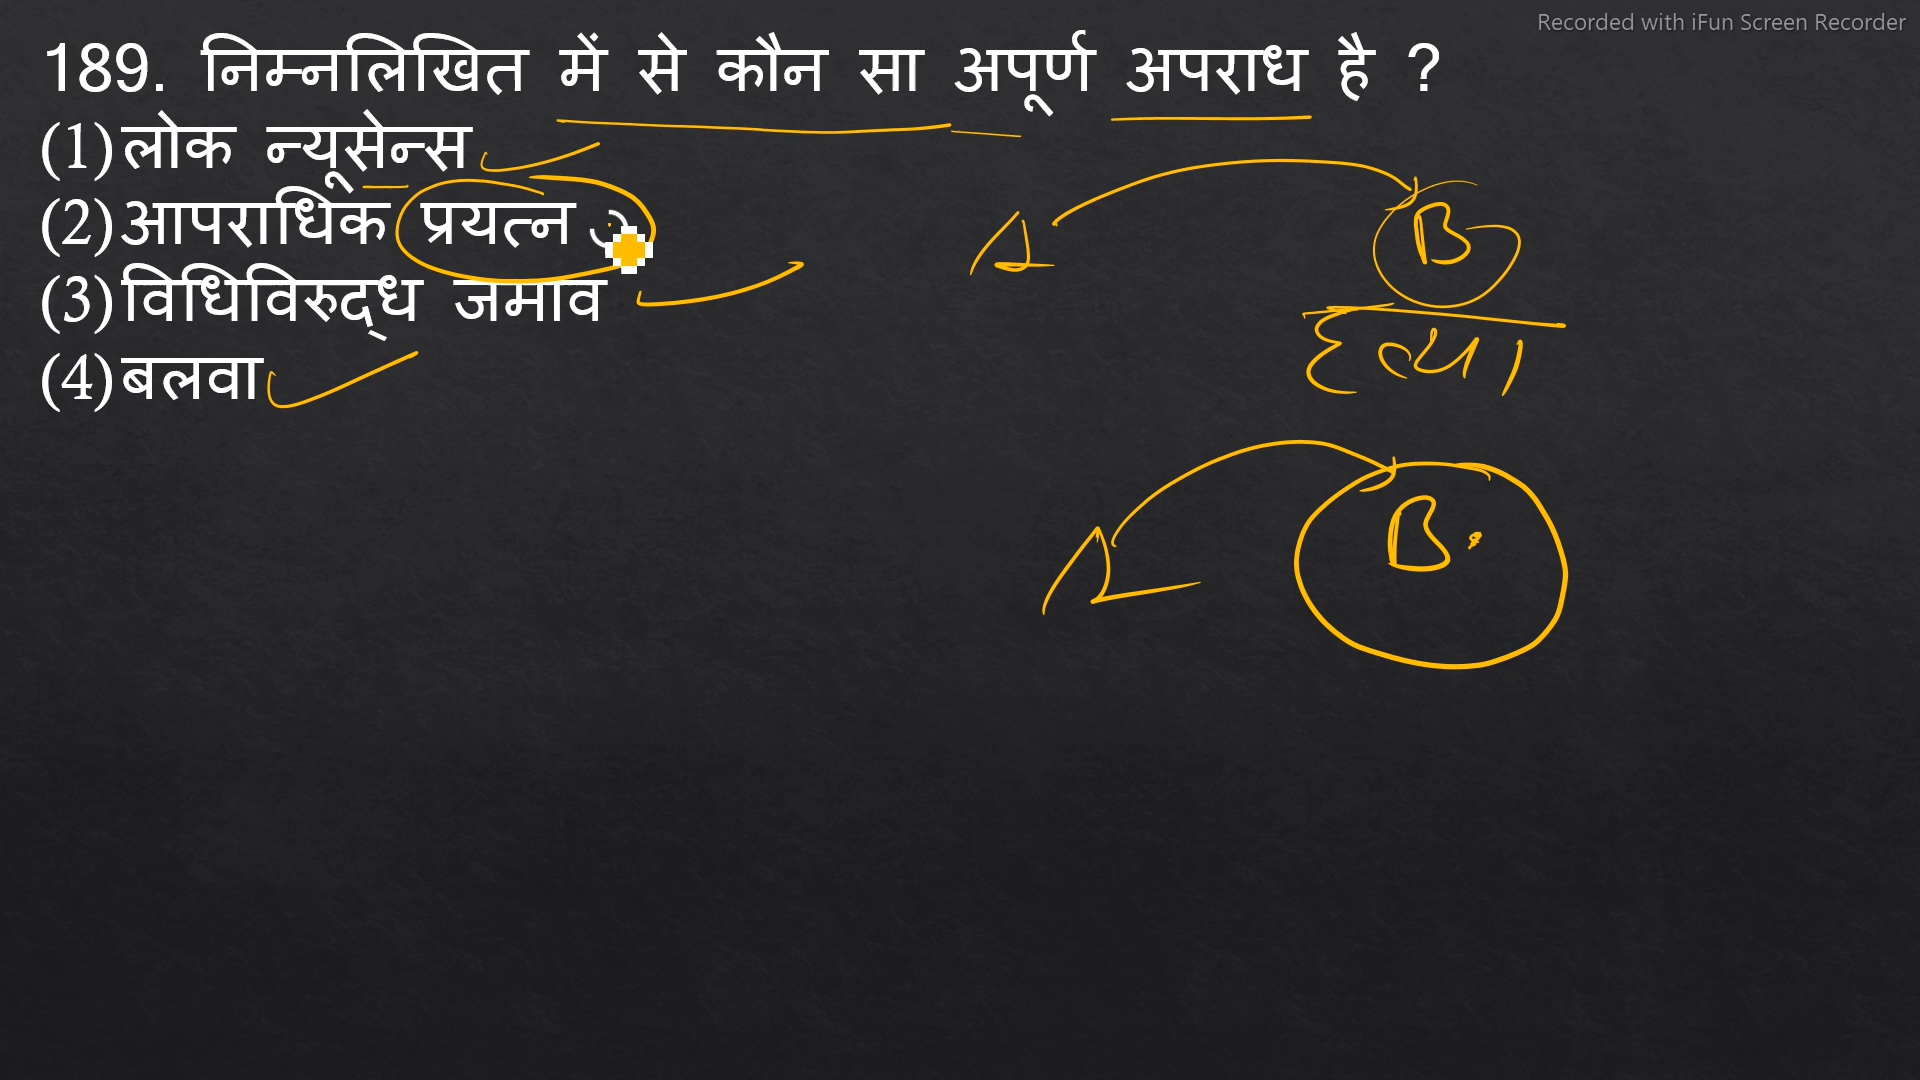 Recorded with iFun Screen Recorder
189. निम्नलिखित में से कौन सा अपूर्ण अपराध है ?
(1)लोक न्यूसेन्स
(2)आपराधिक प्रयत्न
(3)विधिविरुद्ध जमाव
(4)बलवा
A B
हत्या
A B